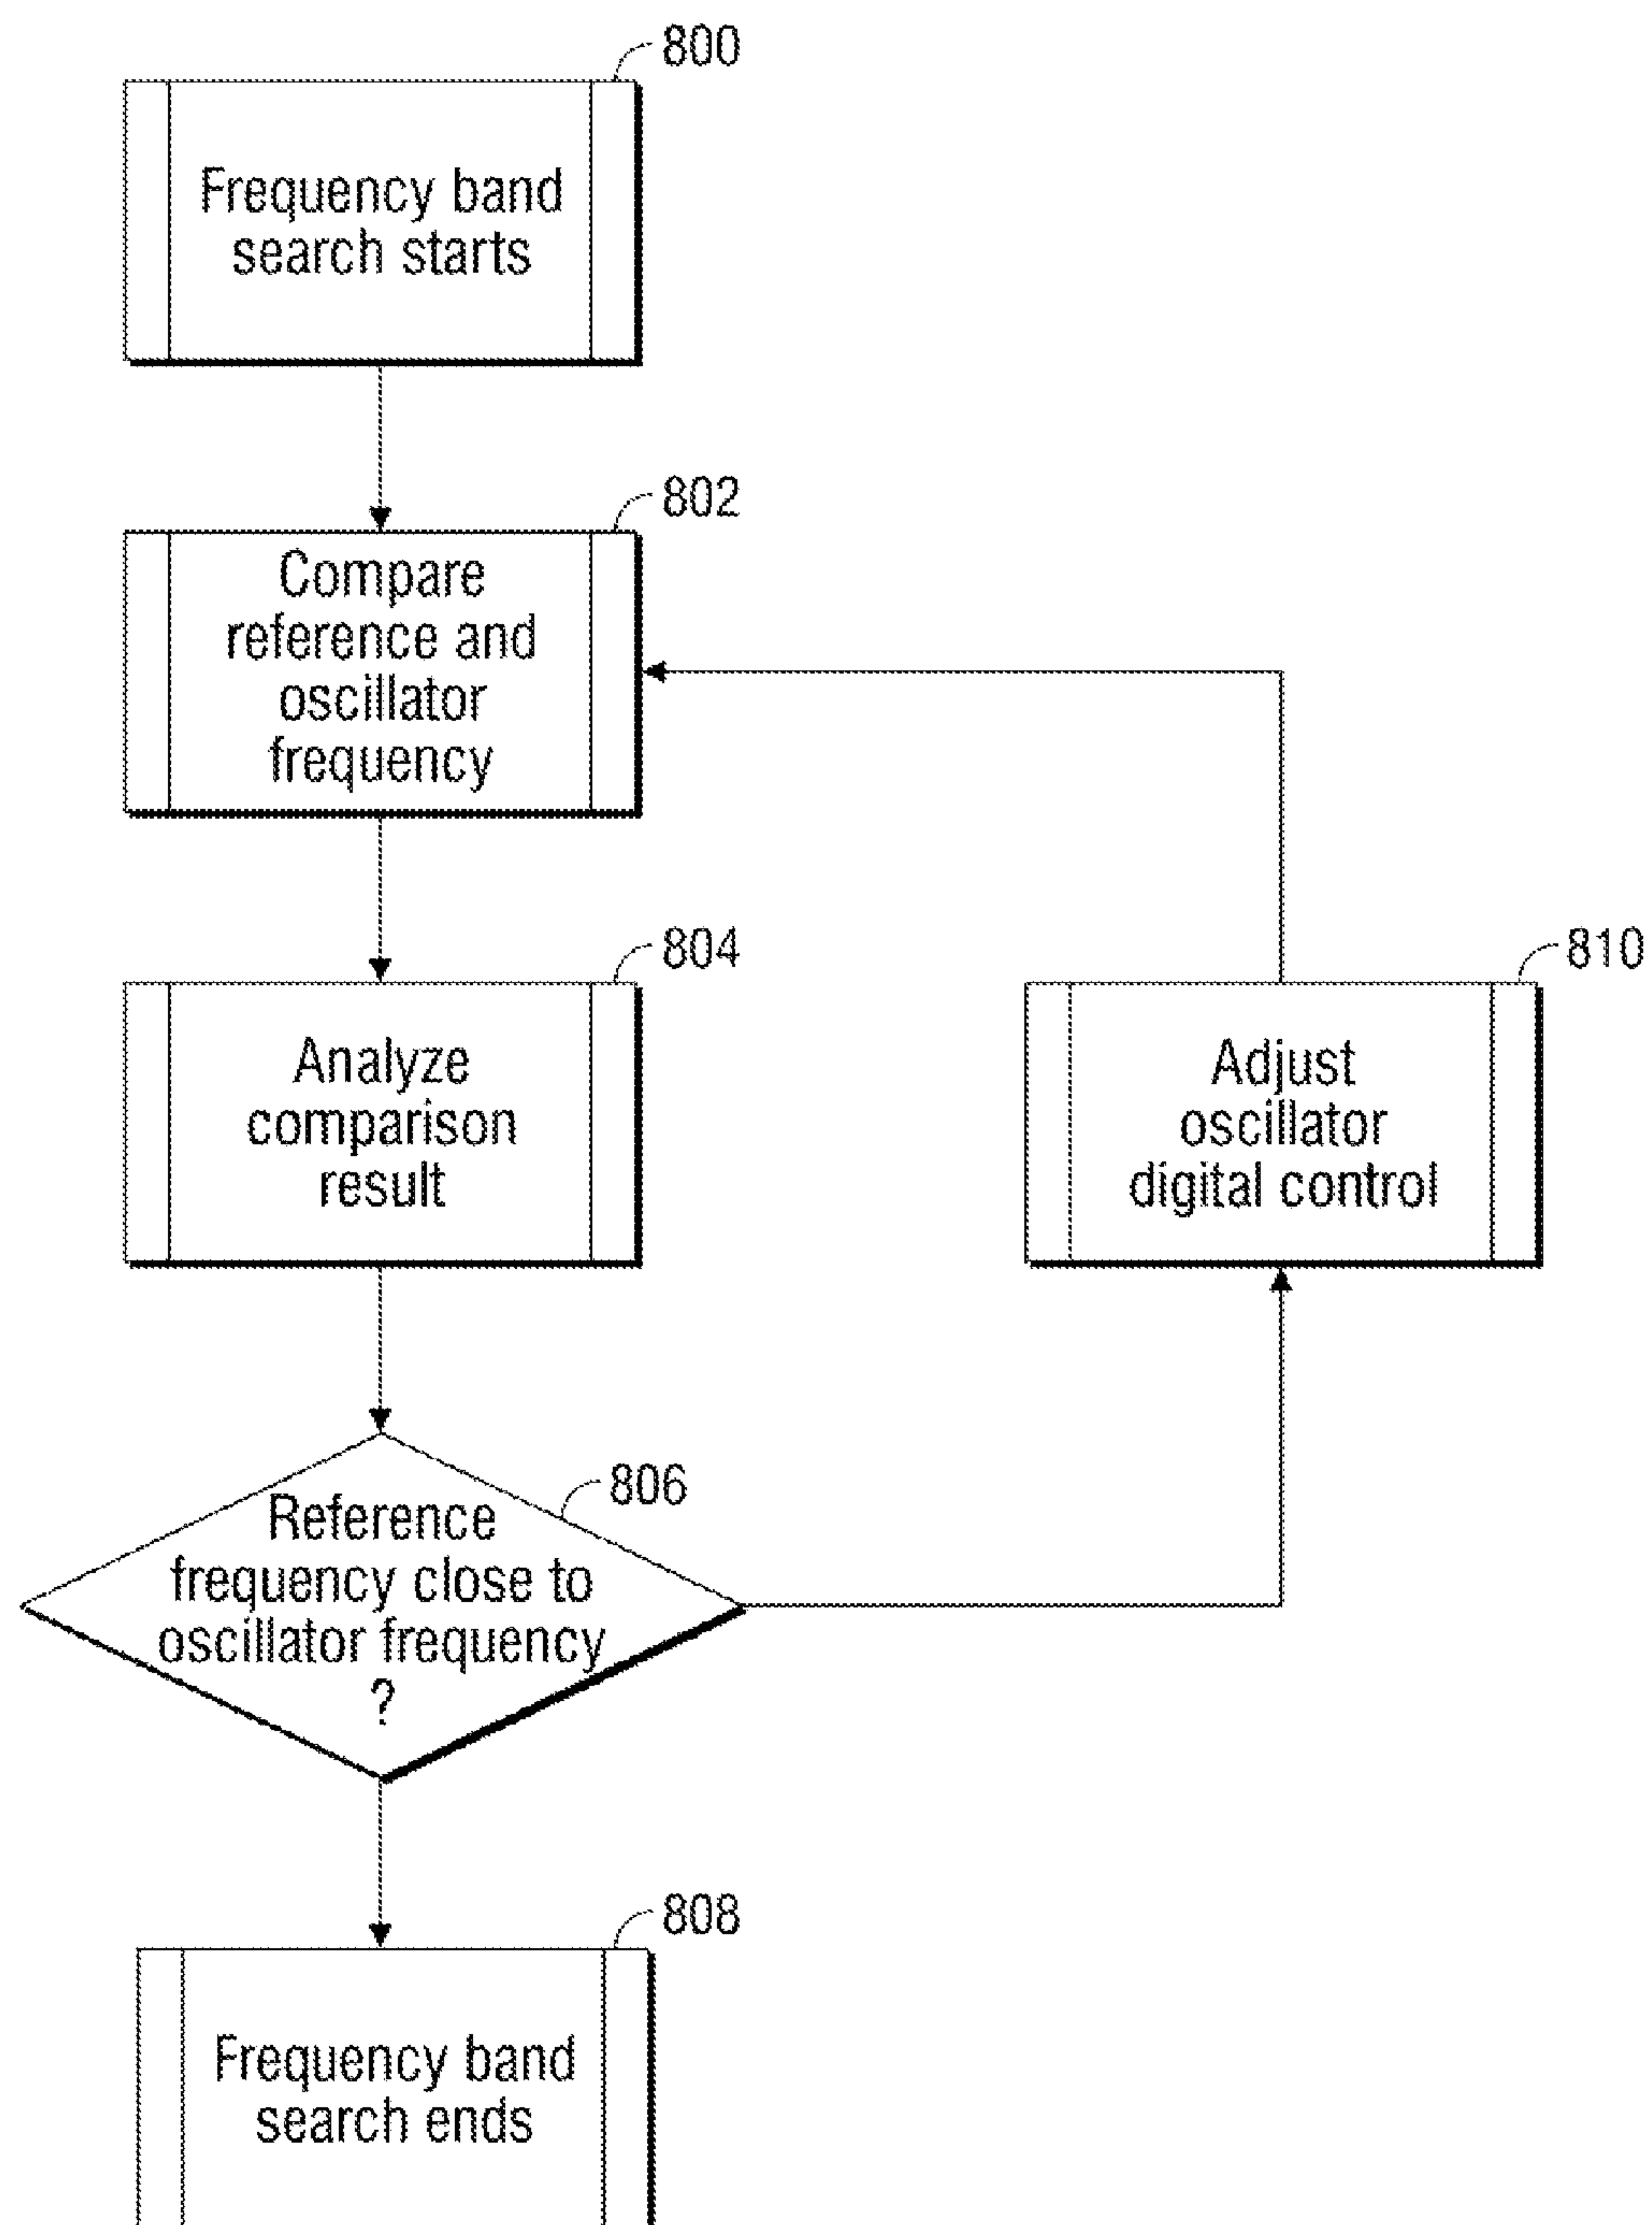 800
Frequency band
search starts
802
Compare
reference and
oscillator
frequency
804
Analyze
comparison
result
810
Adjust
oscillator
digital control
806
Reference
frequency close to
oscillator frequency
?
808
Frequency band
search ends